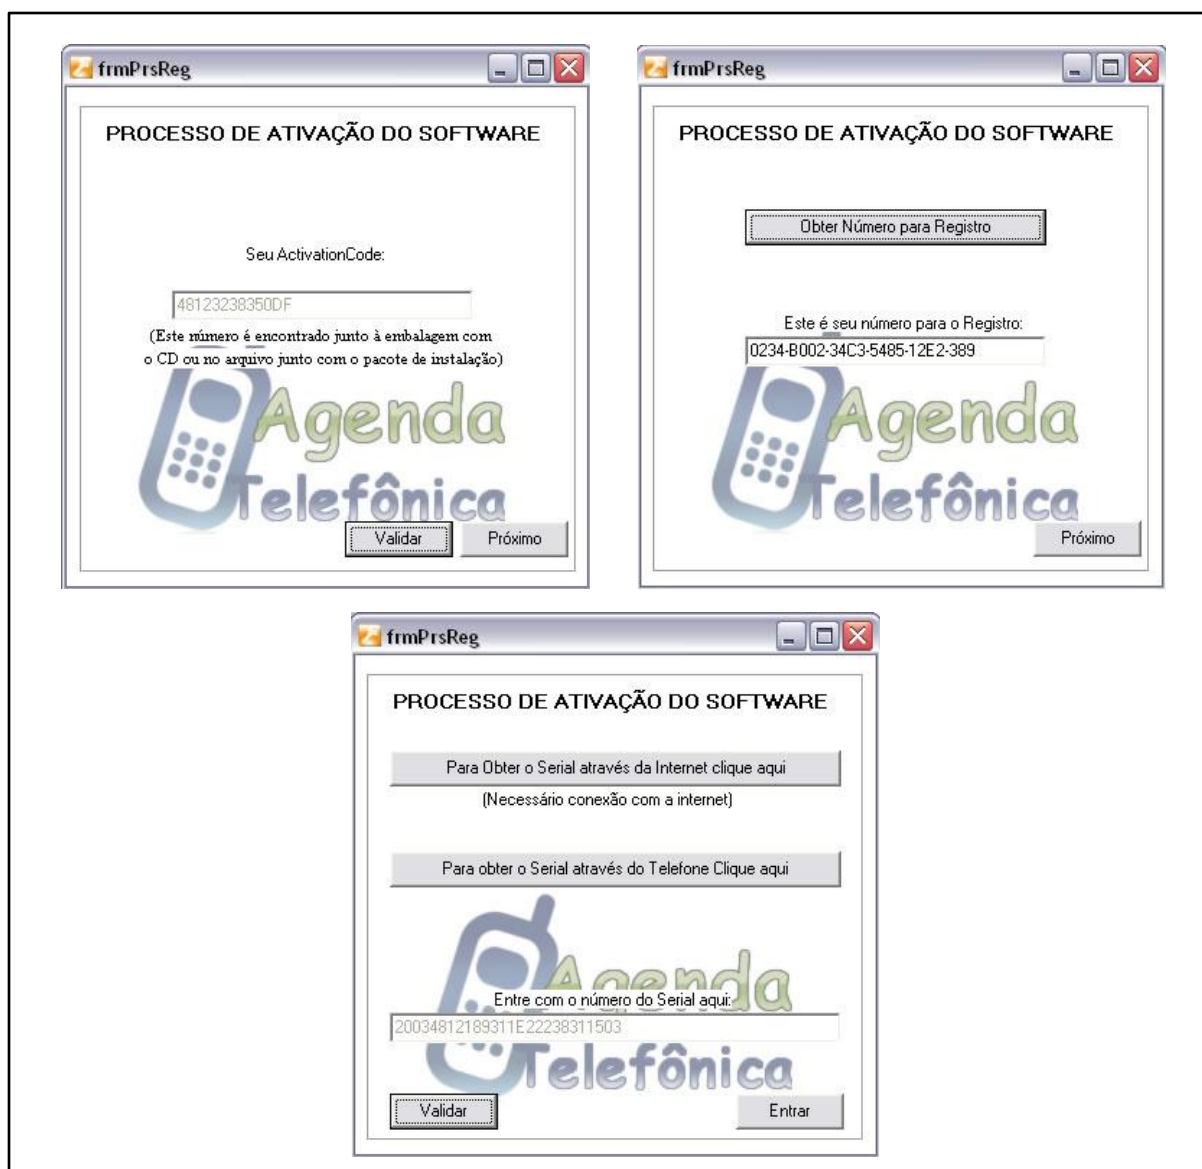 frmPrsReg
PROCESSO DE ATIVAÇÃO DO SOFTWARE
Seu ActivationCode:
48123238350DF
(Este número é encontrado junto à embalagem com
o CD ou no arquivo junto com o pacote de instalação)
Agenda
Telefônica
Validar
Próximo
frmPrsReg
PROCESSO DE ATIVAÇÃO DO SOFTWARE
Obter Número para Registro
Este é seu número para o Registro:
0234-B002-34C3-5485-12E2-389
Agenda
Telefônica
Próximo
frmPrsReg
PROCESSO DE ATIVAÇÃO DO SOFTWARE
Para Obter o Serial através da Internet clique aqui
(Necessário conexão com a internet)
Para obter o Serial através do Telefone Clique aqui
Agenda
Entre com o número do Serial aqui:
20034812189311E22238311503
Telefônica
Validar
Entrar